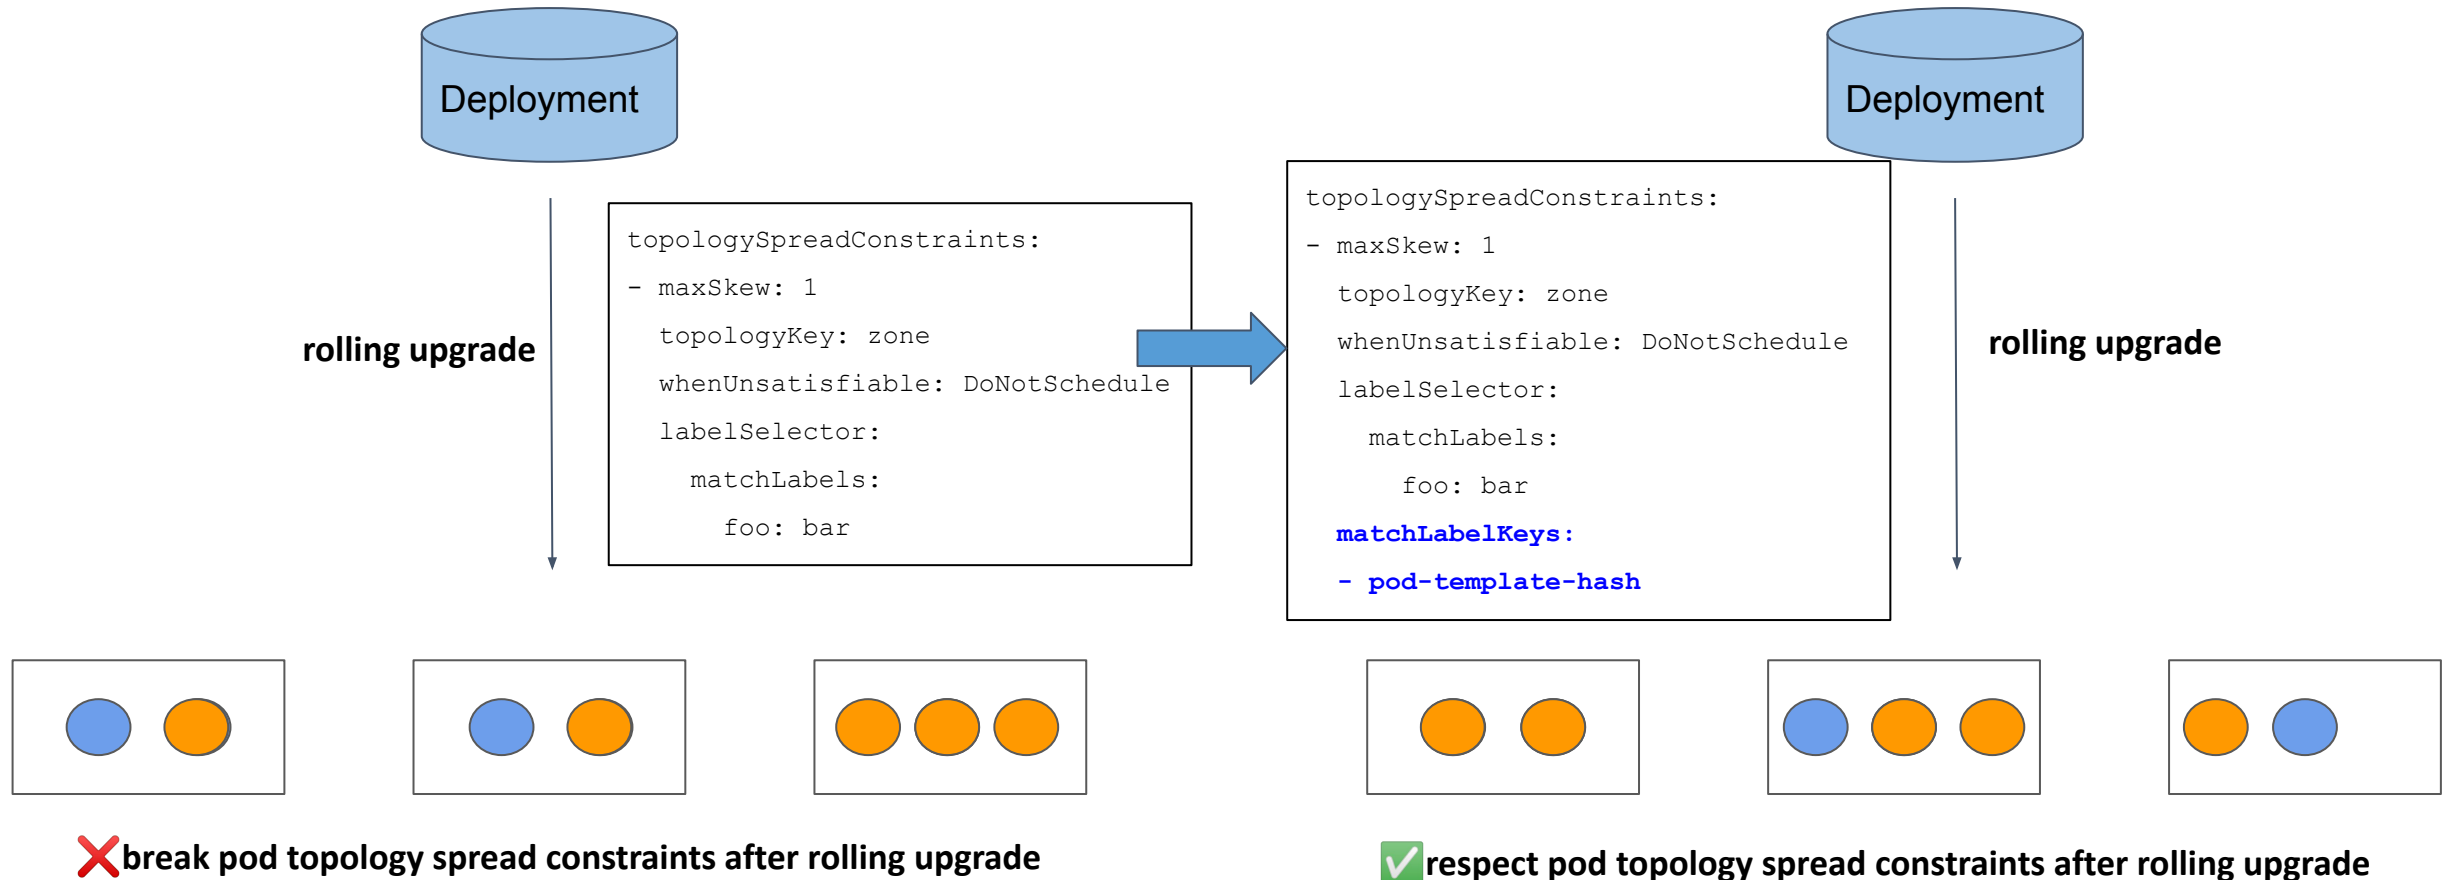 Deployment
rolling upgrade
topologySpreadConstraints:
- maxSkew: 1
  topologyKey: zone
  whenUnsatisfiable: DoNotSchedule
  labelSelector:
    matchLabels:
      foo: bar
❌break pod topology spread constraints after rolling upgrade
Deployment
topologySpreadConstraints:
- maxSkew: 1
  topologyKey: zone
  whenUnsatisfiable: DoNotSchedule
  labelSelector:
    matchLabels:
      foo: bar
  matchLabelKeys:
  - pod-template-hash
rolling upgrade
✅respect pod topology spread constraints after rolling upgrade